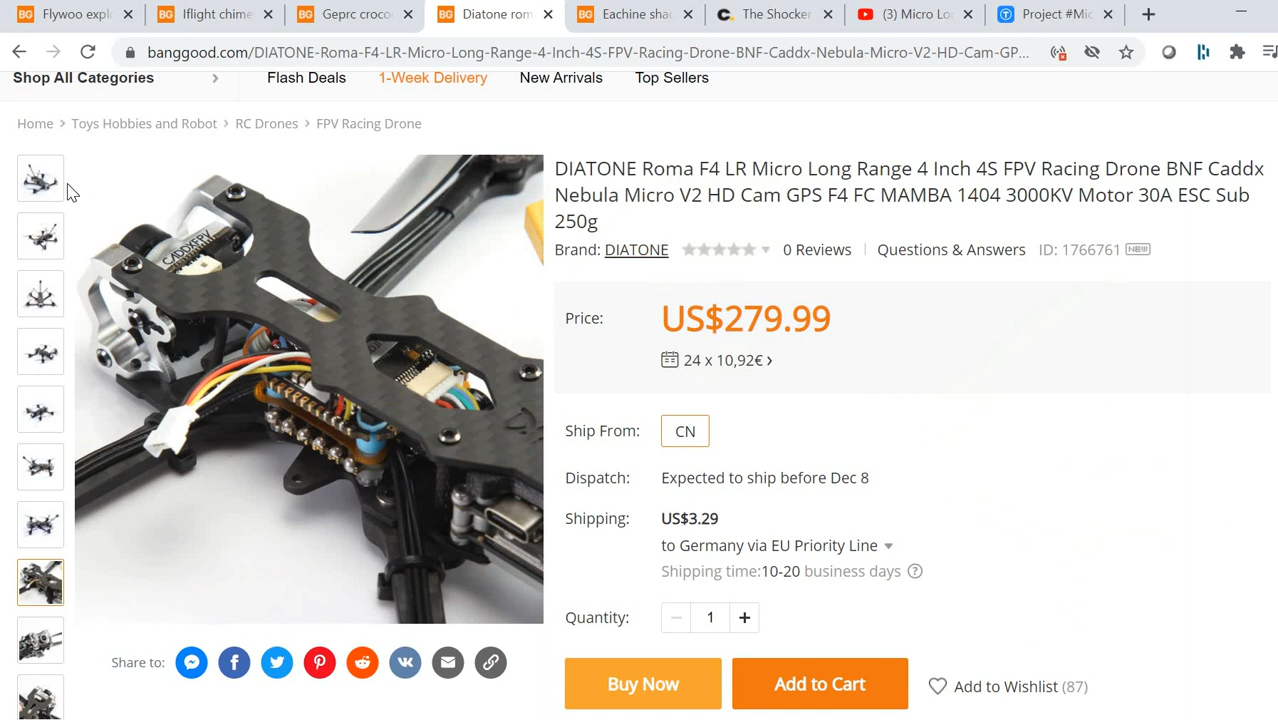 Flywoo explo
Iflight chime
Geprc croco
Diatone rom
Eachine sha
The Shocker
(3) Micro Lon
Project #Mic
banggood.com/DIATONE-Roma-F4-LR-Micro-Long-Range-4-Inch-4S-FPV-Racing-Drone-BNF-Caddx-Nebula-Micro-V2-HD-Cam-GP...
Shop All Categories
Flash Deals
1-Week Delivery
New Arrivals
Top Sellers
Home > Toys Hobbies and Robot > RC Drones > FPV Racing Drone
CADDXFPV
DIATONE Roma F4 LR Micro Long Range 4 Inch 4S FPV Racing Drone BNF Caddx
Nebula Micro V2 HD Cam GPS F4 FC MAMBA 1404 3000KV Motor 30A ESC Sub
250g
Brand: DIATONE 0 Reviews Questions & Answers ID: 1766761 NEW
Price: US$279.99
24 x 10,92€ >
Ship From: CN
Dispatch: Expected to ship before Dec 8
Shipping: US$3.29
to Germany via EU Priority Line
Shipping time:10-20 business days ?
Quantity: 1
Share to:
Buy Now
Add to Cart
Add to Wishlist (87)